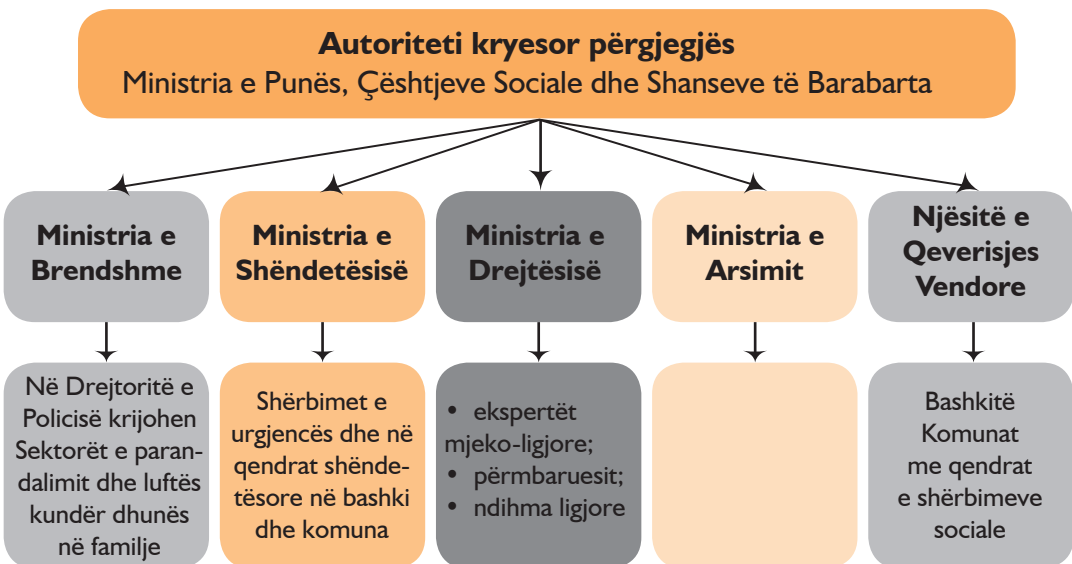 Autoriteti kryesor përgjegjës
Ministria e Punës, Çështjeve Sociale dhe Shanseve të Barabarta
Ministria e
Brendshme
Ministria e
Shëndetësisë
Ministria e
Drejtësisë
Ministria e
Arsimit
Njësitë e
Qeverisjes
Vendore
Në Drejtoritë e
Policisë krijohen
Sektorët e paran-
dalimit dhe luftës
kundër dhunës
në familje
Shërbimet e
urgjencës dhe në
qendrat shënde-
tësore në bashki
dhe komuna
• ekspertët
mjeko-ligjore;
• përmbaruesit;
• ndihma ligjore
Bashkitë
Komunat
me qendrat
e shërbimeve
sociale